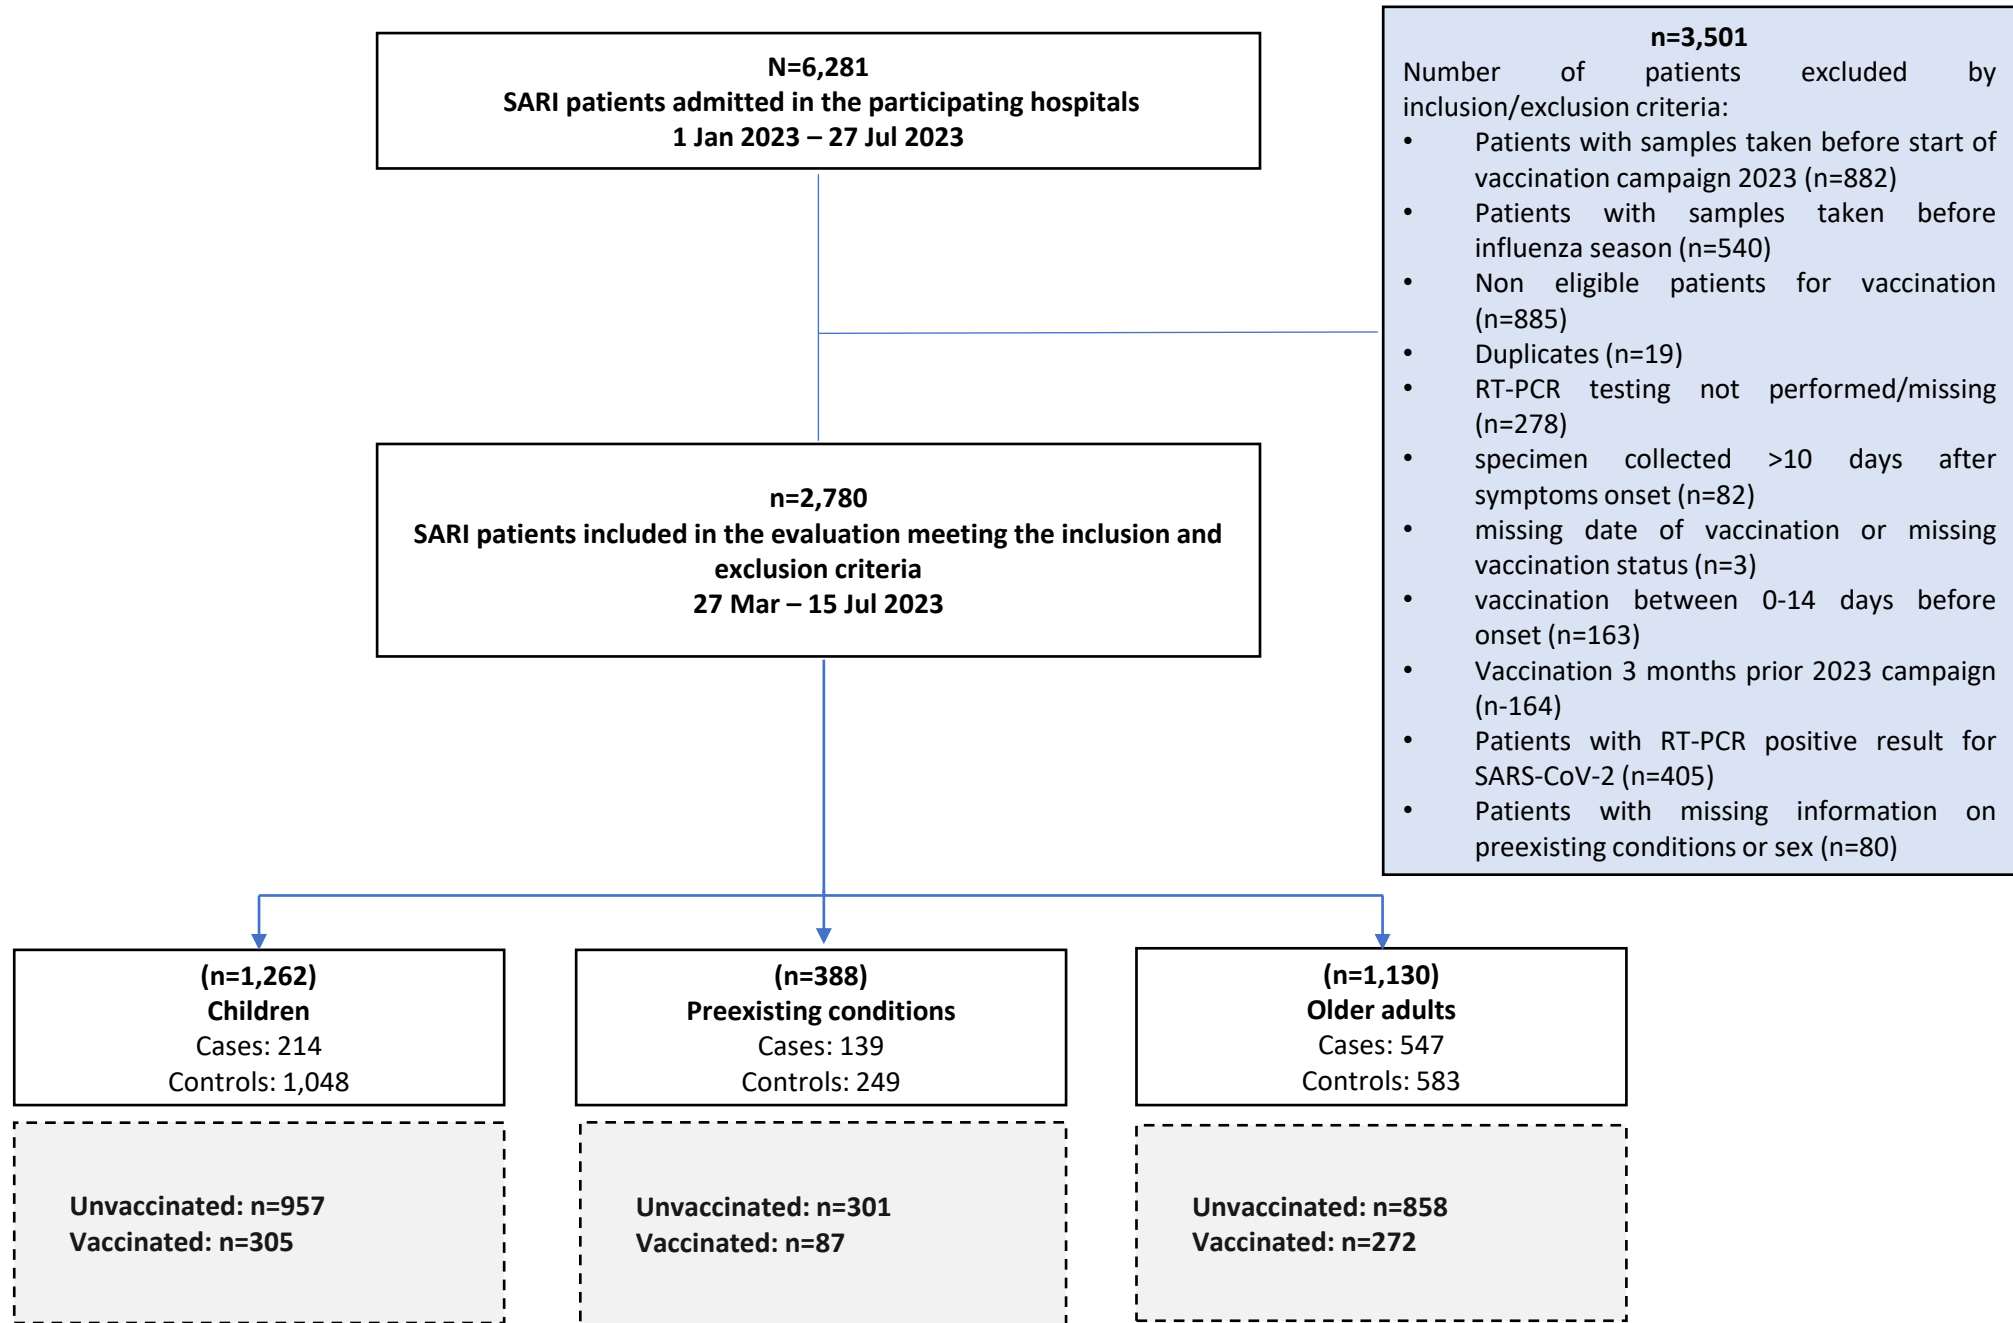 N=6,281
SARI patients admitted in the participating hospitals
1 Jan 2023 – 27 Jul 2023
n=3,501
Number of patients excluded by
inclusion/exclusion criteria:
• Patients with samples taken before start of
vaccination campaign 2023 (n=882)
• Patients with samples taken before
influenza season (n=540)
• Non eligible patients for vaccination
(n=885)
• Duplicates (n=19)
• RT-PCR testing not performed/missing
(n=278)
• specimen collected >10 days after
symptoms onset (n=82)
• missing date of vaccination or missing
vaccination status (n=3)
• vaccination between 0-14 days before
onset (n=163)
• Vaccination 3 months prior 2023 campaign
(n-164)
• Patients with RT-PCR positive result for
SARS-CoV-2 (n=405)
• Patients with missing information on
preexisting conditions or sex (n=80)
n=2,780
SARI patients included in the evaluation meeting the inclusion and
exclusion criteria
27 Mar – 15 Jul 2023
(n=1,262)
Children
Cases: 214
Controls: 1,048
(n=388)
Preexisting conditions
Cases: 139
Controls: 249
(n=1,130)
Older adults
Cases: 547
Controls: 583
Unvaccinated: n=957
Vaccinated: n=305
Unvaccinated: n=301
Vaccinated: n=87
Unvaccinated: n=858
Vaccinated: n=272